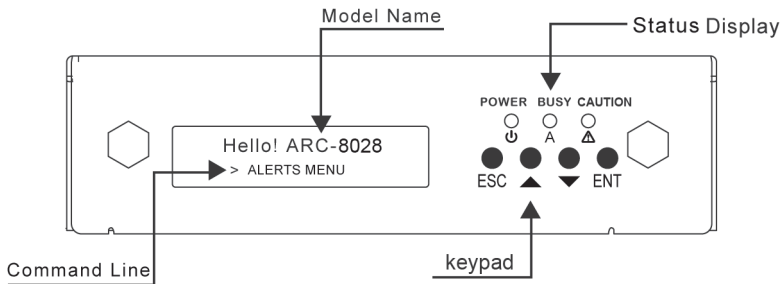 Model Name
Status Display
POWER BUSY CAUTION
A
Hello! ARC-8028
> ALERTS MENU
ESC ENT
Command Line
keypad